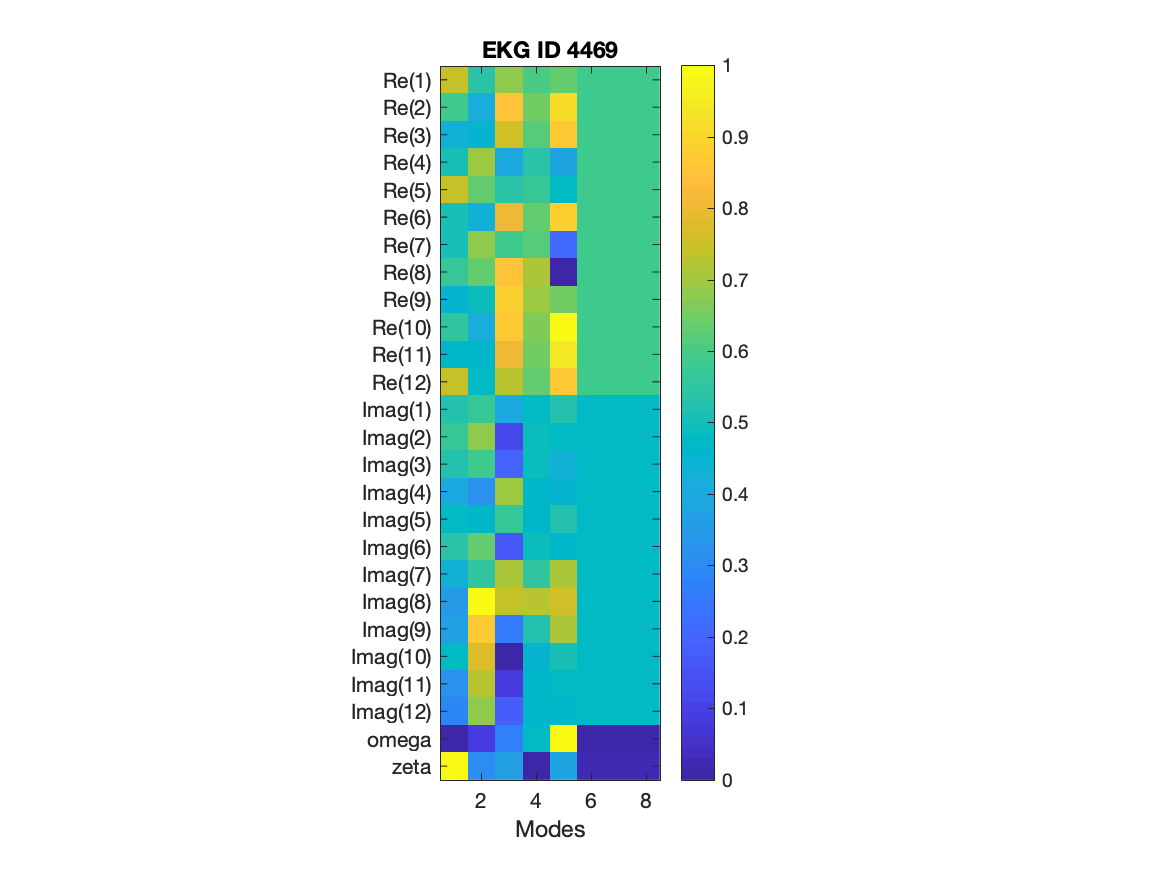 EKG ID 4469
Re(1)
Re(2)
Re(3)
Re(4)
Re(5)
Re(6)
Re(7)
Re(8)
Re(9)
Re(10)
Re(11)
Re(12)
Imag(1)
Imag(2)
Imag(3)
Imag(4)
Imag(5)
Imag(6)
Imag(7)
Imag(8)
Imag(9)
Imag(10)
Imag(11)
Imag(12)
omega
zeta
2 4 6 8
Modes
1
0.9
0.8
0.7
0.6
0.5
0.4
0.3
0.2
0.1
0